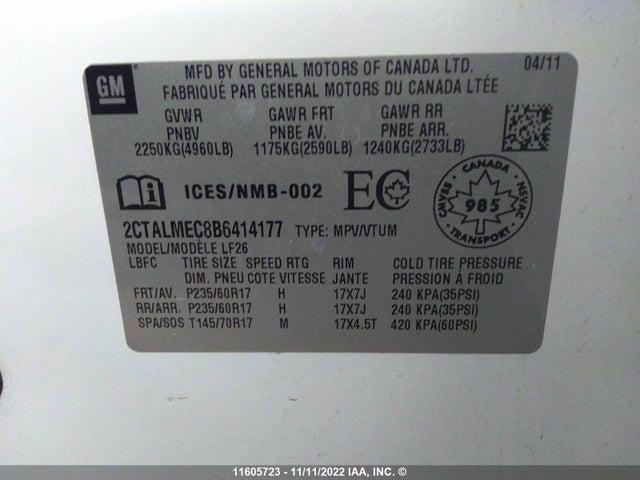 GM
MFD BY GENERAL MOTORS OF CANADA LTD. 04/11
FABRIQUÉ PAR GENERAL MOTORS DU CANADA LTÉE
GVWR GAWR FRT GAWR RR
PNBV PNBE AV. PNBE ARR.
2250KG(4960LB) 1175KG(2590LB) 1240KG(2733LB)
ICES/NMB-002 EC
CANADA
CMVSS 985 NSVAC
TRANSPORT
2CTALMEC8B6414177 TYPE: MPV/VTUM
MODEL/MODÈLE LF26
LBFC TIRE SIZE SPEED RTG RIM COLD TIRE PRESSURE
DIM. PNEU COTE VITESSE JANTE PRESSION À FROID
FRT/AV. P235/60R17 H 17X7J 240 KPA(35PSI)
RR/ARR. P235/60R17 H 17X7J 240 KPA(35PSI)
SPA/SOS T145/70R17 M 17X4.5T 420 KPA(60PSI)
11605723 - 11/11/2022 IAA, INC. ©